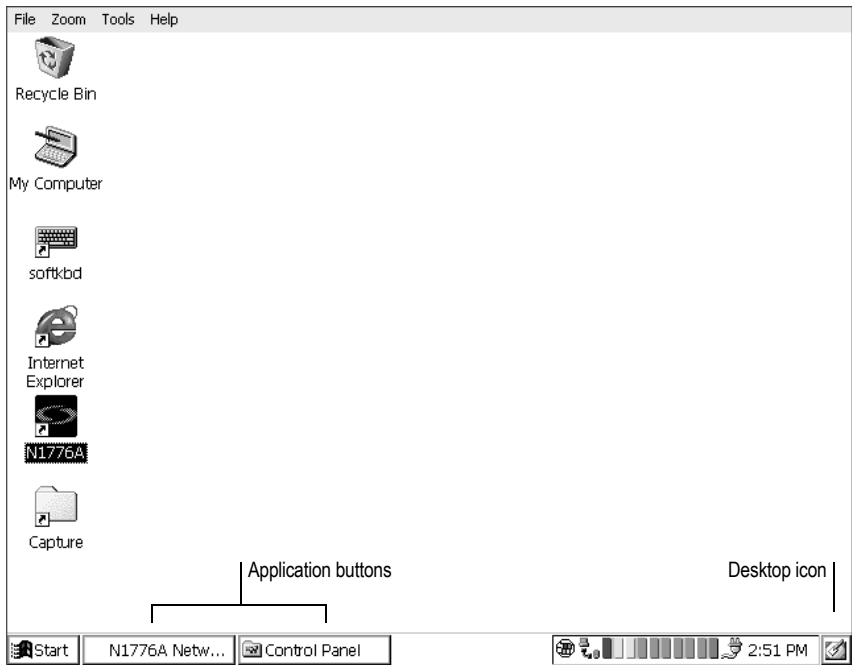 File Zoom Tools Help
Recycle Bin
My Computer
softkbd
Internet
Explorer
N1776A
Capture
Application buttons
Desktop icon
Start
N1776A Netw...
Control Panel
2:51 PM